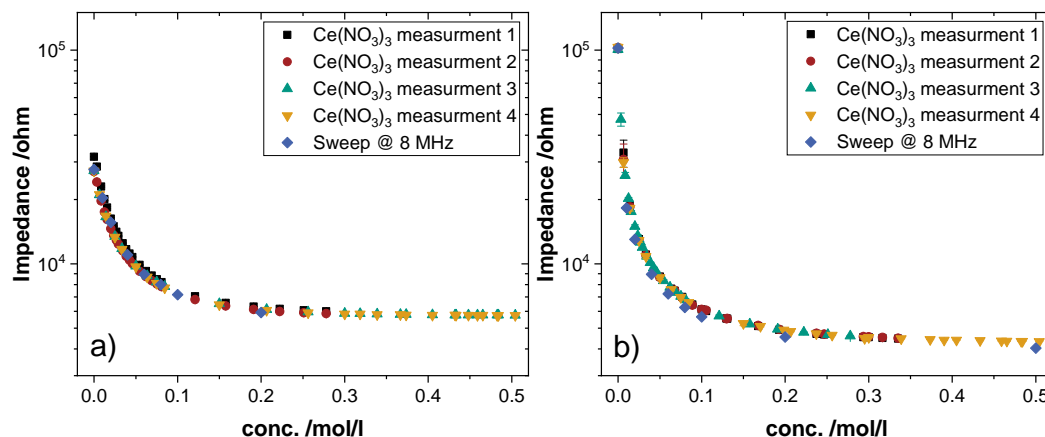 10^5
10^4
Impedance /ohm
Ce(NO3)3 measurment 1
Ce(NO3)3 measurment 2
Ce(NO3)3 measurment 3
Ce(NO3)3 measurment 4
Sweep @ 8 MHz
a)
0.0 0.1 0.2 0.3 0.4 0.5
conc. /mol/l
10^5
10^4
Impedance /ohm
Ce(NO3)3 measurment 1
Ce(NO3)3 measurment 2
Ce(NO3)3 measurment 3
Ce(NO3)3 measurment 4
Sweep @ 8 MHz
b)
0.0 0.1 0.2 0.3 0.4 0.5
conc. /mol/l